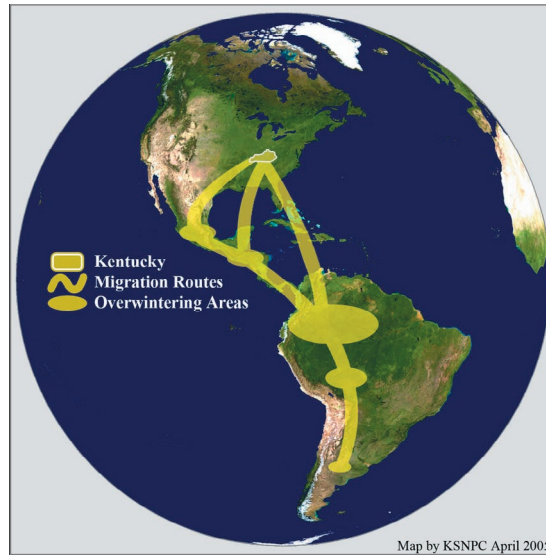 Kentucky
Migration Routes
Overwintering Areas
Map by KSNPC April